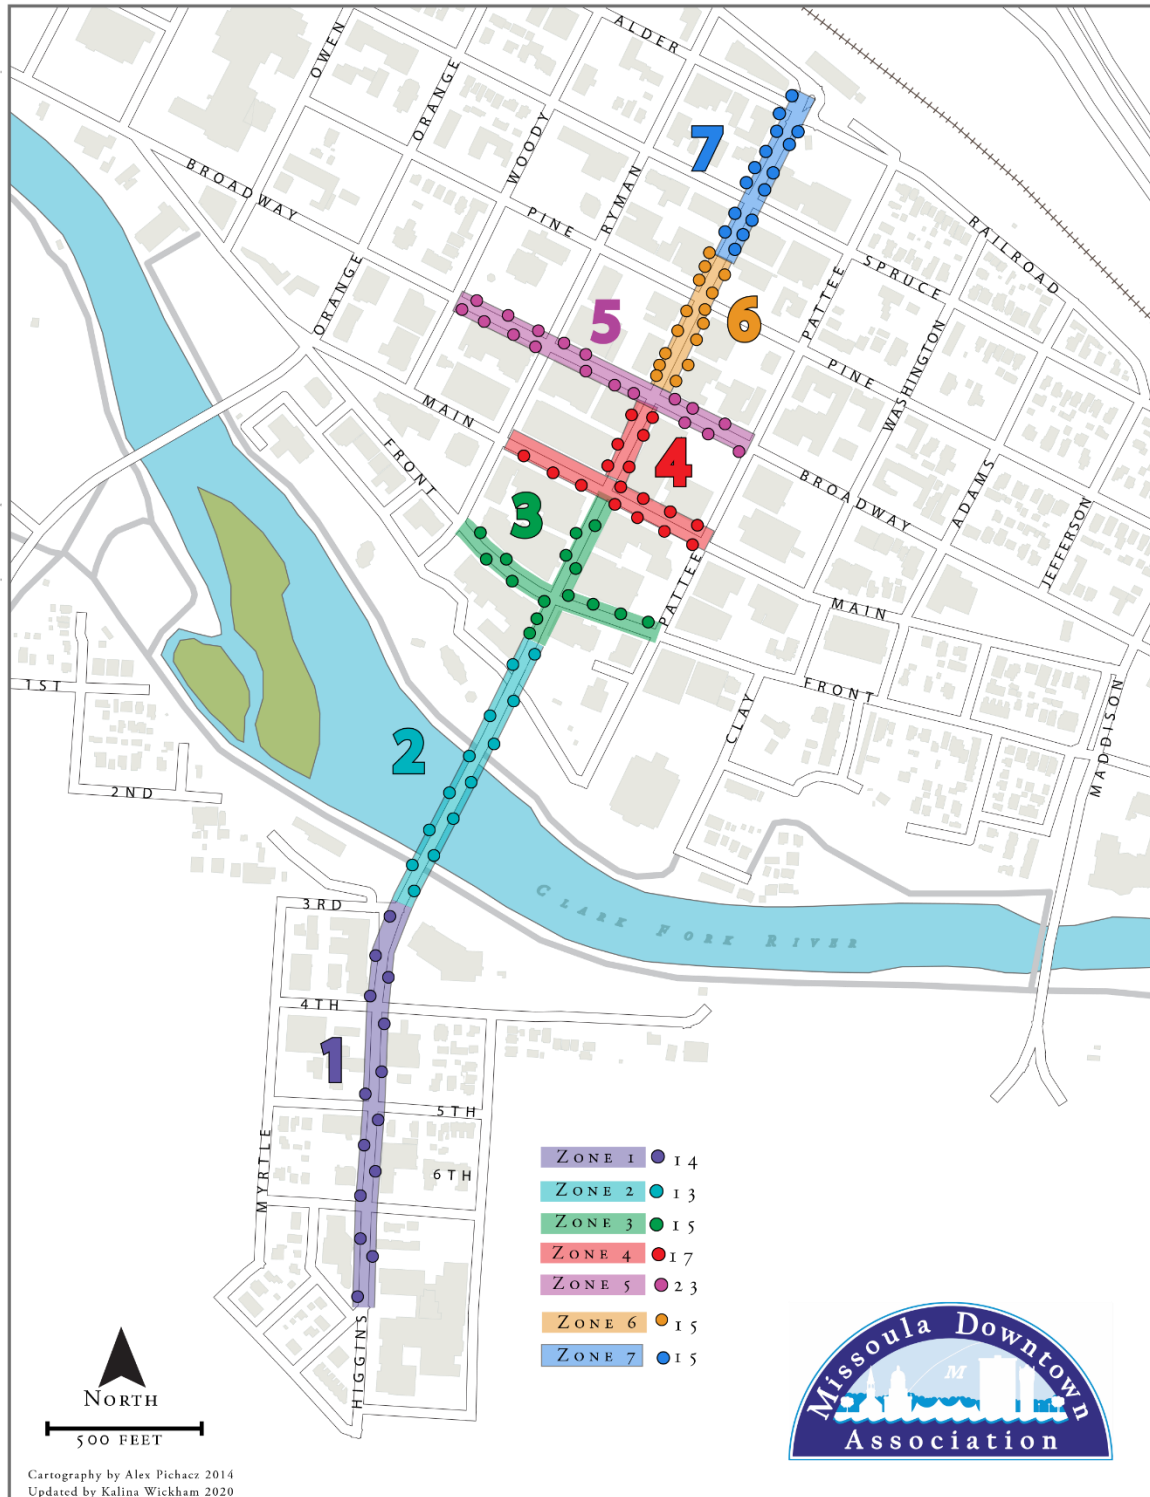 ALDER
OWEN
ORANGE
WOODY
RYMAN
BROADWAY
PINE
7
RAILROAD
SPRUCE
PATTEE
ORANGE
5
6
WASHINGTON
PINE
MAIN
FRONT
4
BROADWAY
ADAMS
JEFFERSON
3
PATTEE
MAIN
1ST
FRONT
CLAY
MADDISON
2
2ND
CLARK FORK RIVER
3RD
4TH
1
5TH
MYRTLE
6TH
HIGGINS
ZONE 1 14
ZONE 2 13
ZONE 3 15
ZONE 4 17
ZONE 5 23
ZONE 6 15
ZONE 7 15
NORTH
500 FEET
Missoula Downtown
M
Association
Cartography by Alex Pichacz 2014
Updated by Kalina Wickham 2020